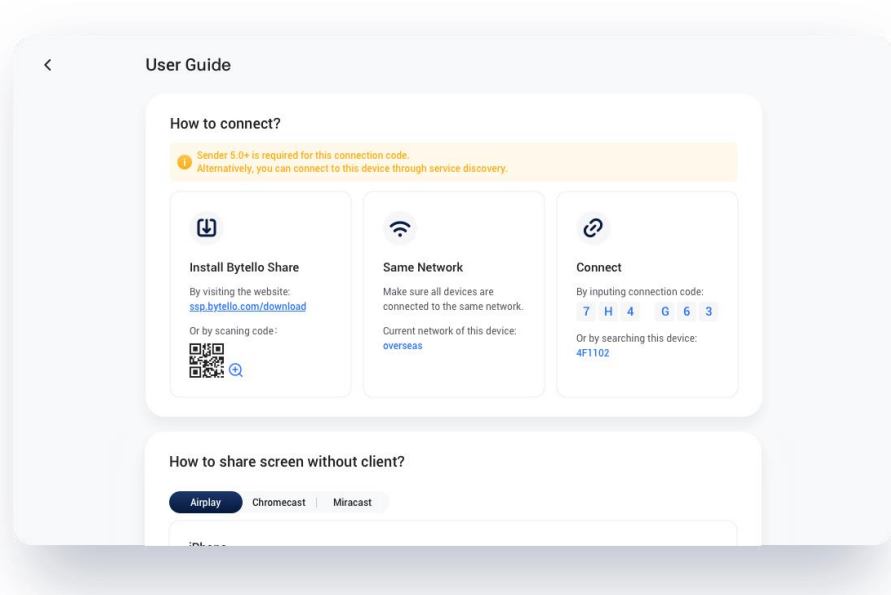 User Guide
How to connect?
Sender 5.0+ is required for this connection code.
Alternatively, you can connect to this device through service discovery.
Install Bytello Share
By visiting the website:
ssp.bytello.com/download
Or by scaning code:
Same Network
Make sure all devices are
connected to the same network.
Current network of this device:
overseas
Connect
By inputing connection code:
7 H 4 G 6 3
Or by searching this device:
4F1102
How to share screen without client?
Airplay Chromecast Miracast
iPhone